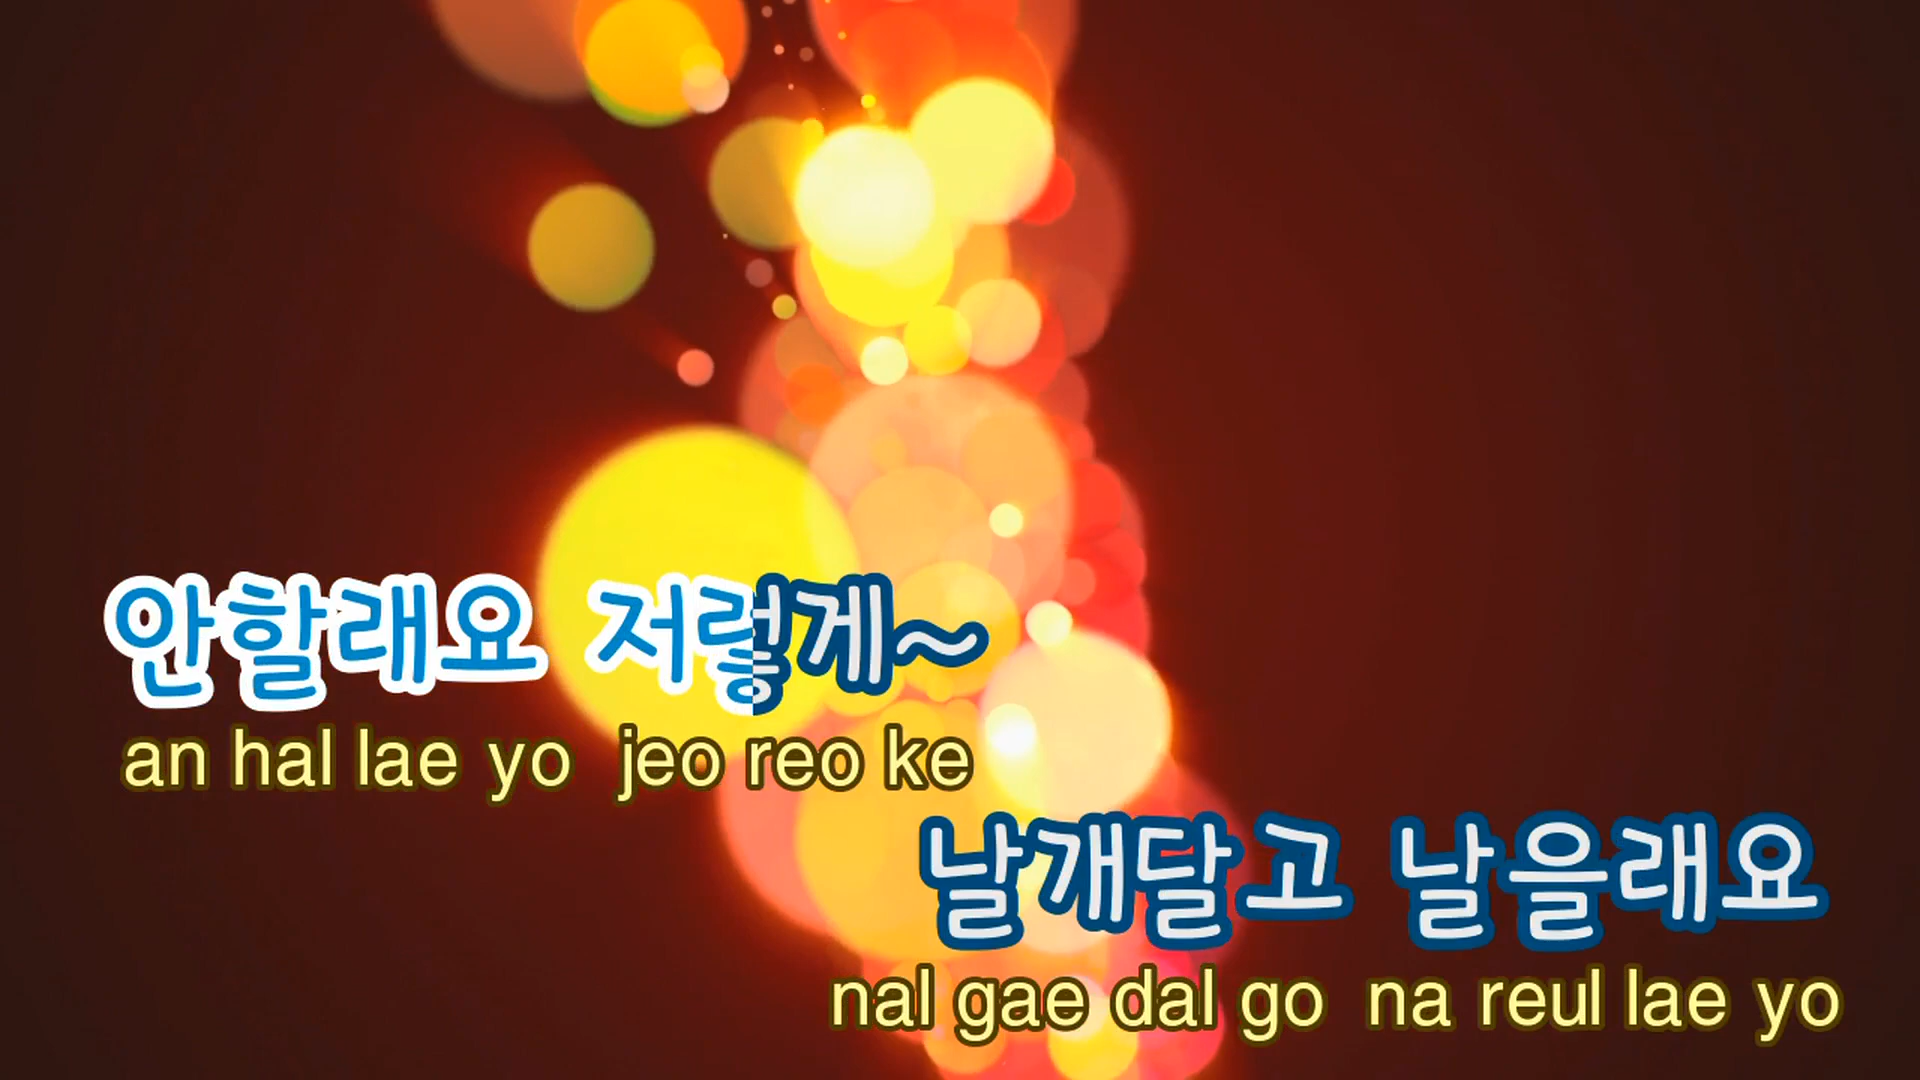 안할래요 저렇게~
an hal lae yo jeo reo ke
날개달고 날을래요
nal gae dal go na reul lae yo